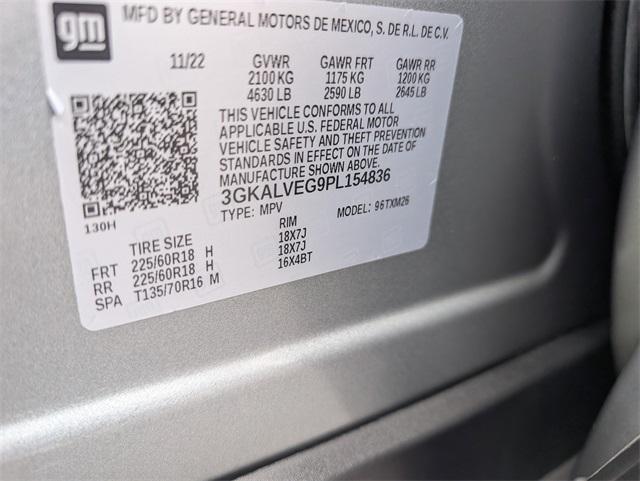 gm
MFD BY GENERAL MOTORS DE MEXICO, S. DE R.L. DE C.V.
11/22 GVWR GAWR FRT GAWR RR
2100 KG 1175 KG 1200 KG
4630 LB 2590 LB 2645 LB
THIS VEHICLE CONFORMS TO ALL
APPLICABLE U.S. FEDERAL MOTOR
VEHICLE SAFETY AND THEFT PREVENTION
STANDARDS IN EFFECT ON THE DATE OF
MANUFACTURE SHOWN ABOVE.
3GKALVEG9PL154836
TYPE: MPV MODEL: 96TXM26
130H
TIRE SIZE RIM
FRT 225/60R18 H 18X7J
RR 225/60R18 H 18X7J
SPA T135/70R16 M 16X4BT